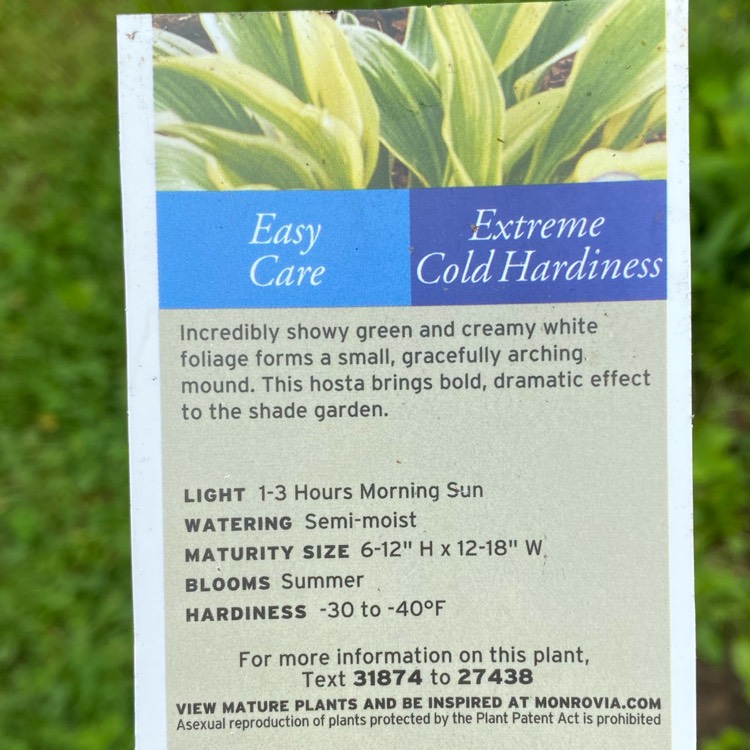 Easy
Care
Extreme
Cold Hardiness
Incredibly showy green and creamy white
foliage forms a small, gracefully arching
mound. This hosta brings bold, dramatic effect
to the shade garden.
LIGHT 1-3 Hours Morning Sun
WATERING Semi-moist
MATURITY SIZE 6-12" H x 12-18" W
BLOOMS Summer
HARDINESS -30 to -40°F
For more information on this plant,
Text 31874 to 27438
VIEW MATURE PLANTS AND BE INSPIRED AT MONROVIA.COM
Asexual reproduction of plants protected by the Plant Patent Act is prohibited